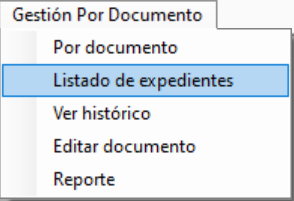 Gestión Por Documento
Por documento
Listado de expedientes
Ver histórico
Editar documento
Reporte